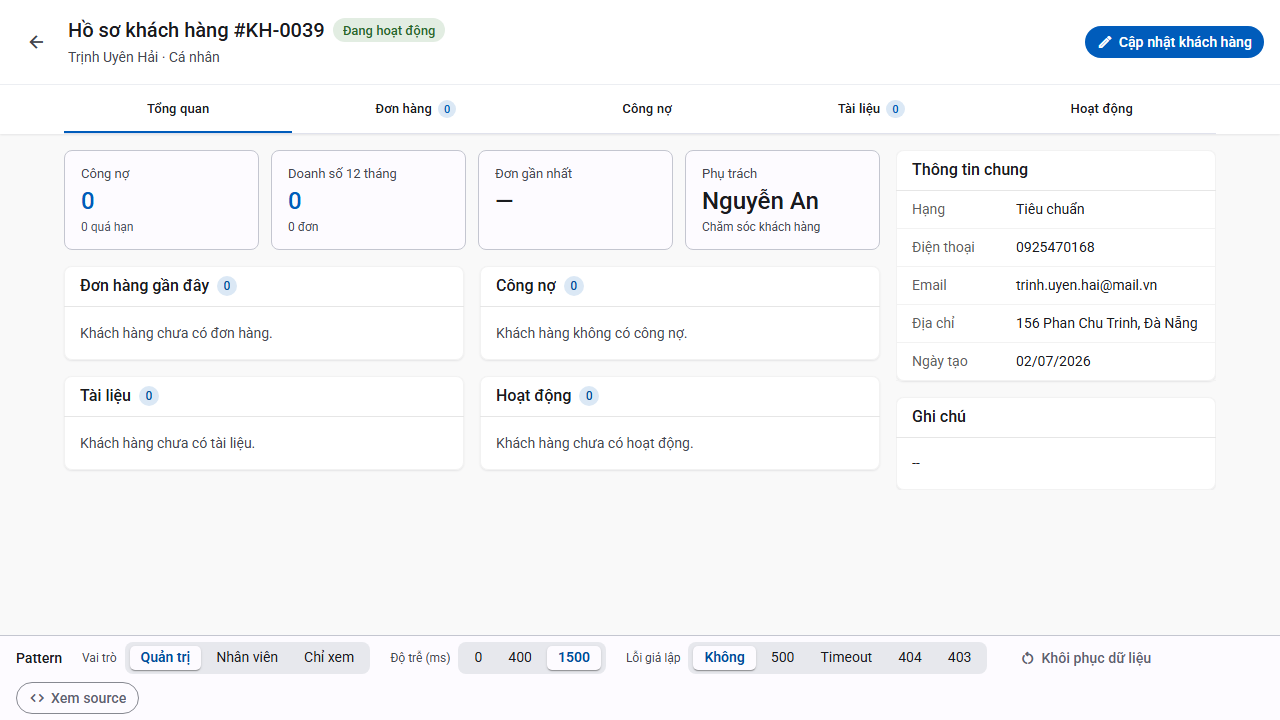 Hồ sơ khách hàng #KH-0039 Đang hoạt động
Trịnh Uyên Hải · Cá nhân
Cập nhật khách hàng
Tổng quan
Đơn hàng 0
Công nợ
Tài liệu 0
Hoạt động
Công nợ
0
0 quá hạn
Doanh số 12 tháng
0
0 đơn
Đơn gần nhất
—
Phụ trách
Nguyễn An
Chăm sóc khách hàng
Đơn hàng gần đây 0
Khách hàng chưa có đơn hàng.
Công nợ 0
Khách hàng không có công nợ.
Tài liệu 0
Khách hàng chưa có tài liệu.
Hoạt động 0
Khách hàng chưa có hoạt động.
Thông tin chung
Hạng Tiêu chuẩn
Điện thoại 0925470168
Email trinh.uyen.hai@mail.vn
Địa chỉ 156 Phan Chu Trinh, Đà Nẵng
Ngày tạo 02/07/2026
Ghi chú
--
Pattern Vai trò Quản trị Nhân viên Chỉ xem Độ trễ (ms) 0 400 1500 Lỗi giả lập Không 500 Timeout 404 403 Khôi phục dữ liệu
Xem source